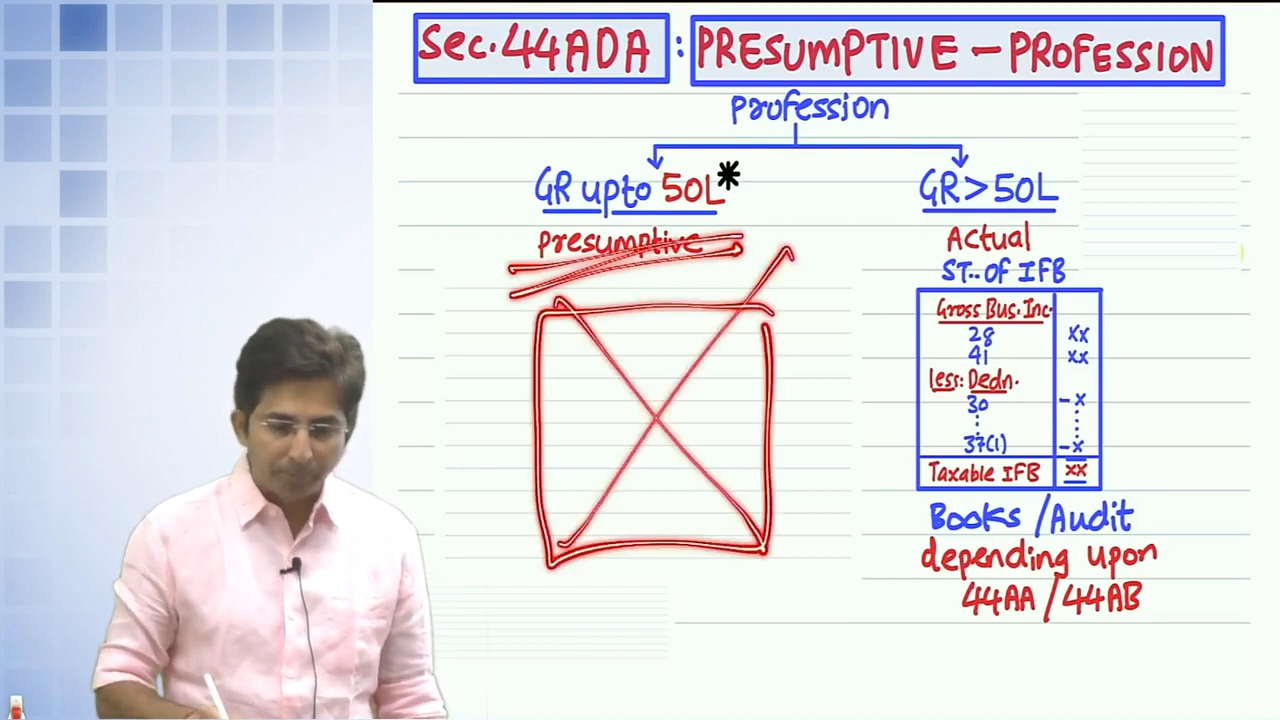 Sec. 44ADA : PRESUMPTIVE – PROFESSION
Profession
GR upto 50L*
GR > 50L
Presumptive
Actual
ST.. OF IFB
Gross Bus. Inc.
28 xx
41 xx
Less: Dedn.
30 - x
37(1) - x
Taxable IFB xx
Books / Audit
depending upon
44AA / 44AB